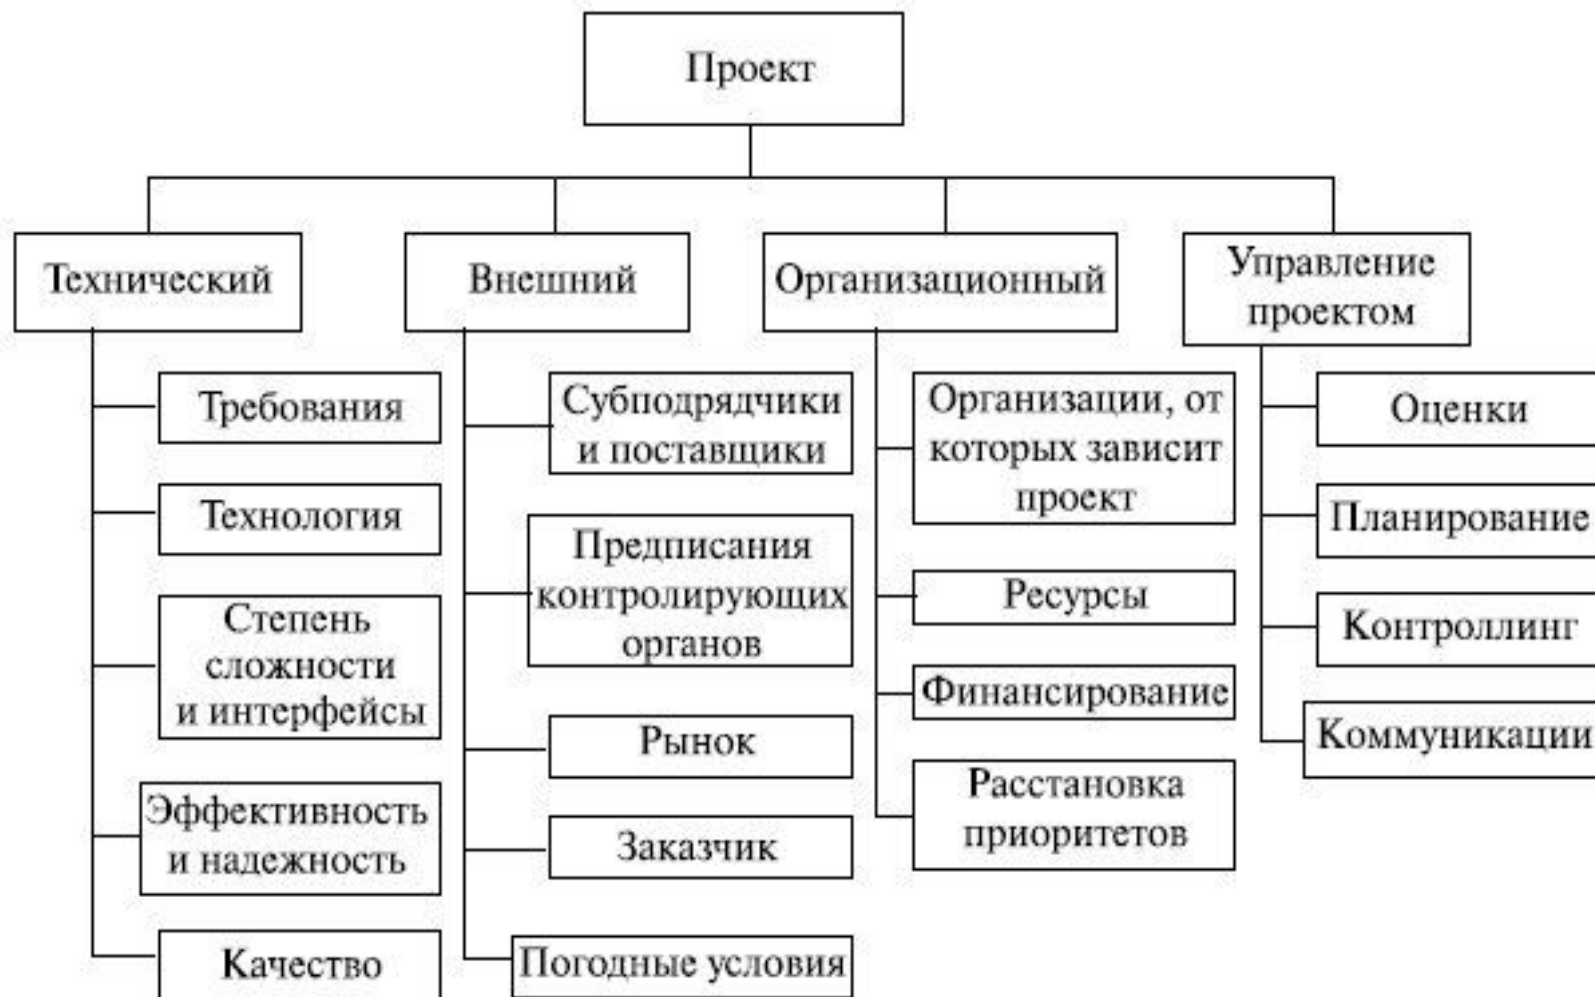 Проект
Технический
Внешний
Организационный
Управление
проектом
Требования
Технология
Степень
сложности
и интерфейсы
Эффективность
и надежность
Качество
Субподрядчики
и поставщики
Предписания
контролирующих
органов
Рынок
Заказчик
Погодные условия
Организации, от
которых зависит
проект
Ресурсы
Финансирование
Расстановка
приоритетов
Оценки
Планирование
Контроллинг
Коммуникации